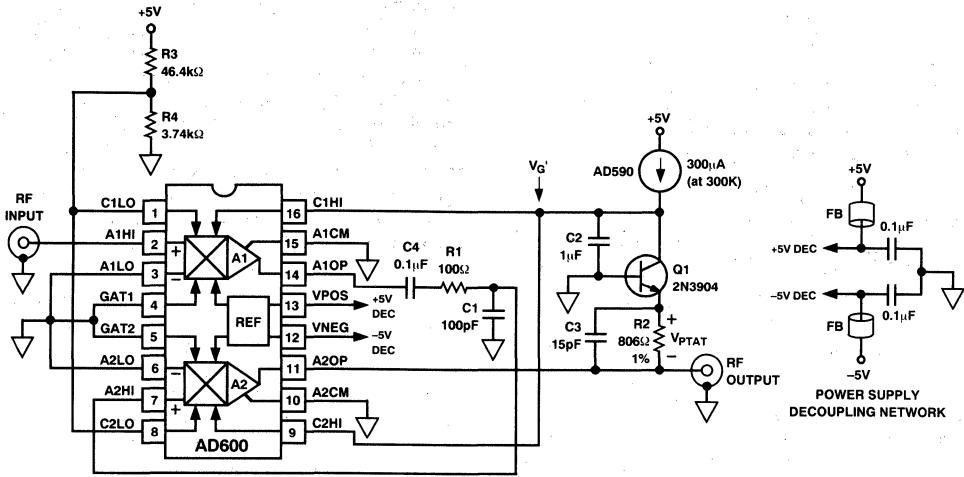 +5V
R3
46.4kΩ
R4
3.74kΩ
RF
INPUT
C1LO
1
A1HI
2
+
A1LO
3
−
GAT1
4
GAT2
5
A2LO
6
−
A2HI
7
+
C2LO
8
A1
REF
A2
AD600
16
C1HI
15
A1CM
14
A1OP
13
VPOS
+5V
DEC
12
VNEG
−5V
DEC
11
A2OP
10
A2CM
9
C2HI
C4
0.1μF
R1
100Ω
C1
100pF
VG'
+5V
AD590
300μA
(at 300K)
C2
1μF
Q1
2N3904
C3
15pF
R2
806Ω
1%
+
VPTAT
−
RF
OUTPUT
+5V
FB
0.1μF
+5V DEC
−5V DEC
0.1μF
FB
−5V
POWER SUPPLY
DECOUPLING NETWORK